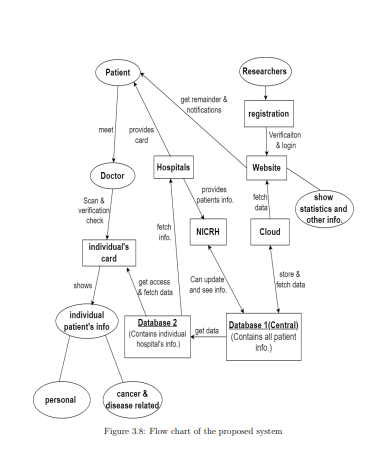 Patient
Researchers
get remainder &
notifications
registration
meet
provides
card
Verificaiton
& login
Hospitals
Website
Doctor
provides
patients info.
show
statistics and
other info.
Scan &
verification
check
fetch
data
fetch
info.
NICRH
Cloud
individual's
card
get access
& fetch data
Can update
and see info.
store &
fetch data
shows
individual
patient's info
Database 2
(Contains individual
hospital's info.)
get data
Database 1(Central)
(Contains all patient
info.)
personal
cancer &
disease related
Figure 3.8: Flow chart of the proposed system